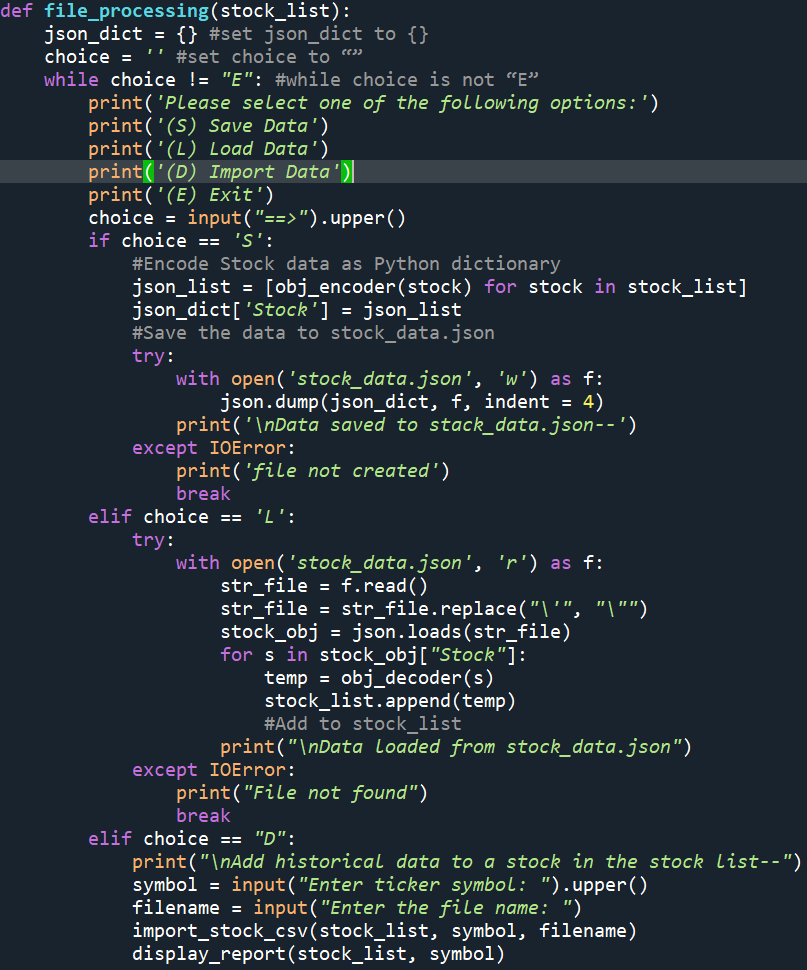 def file_processing(stock_list):
    json_dict = {} #set json_dict to {}
    choice = '' #set choice to “”
    while choice != "E": #while choice is not “E”
        print('Please select one of the following options:')
        print('(S) Save Data')
        print('(L) Load Data')
        print('(D) Import Data')
        print('(E) Exit')
        choice = input("==>").upper()
        if choice == 'S':
            #Encode Stock data as Python dictionary
            json_list = [obj_encoder(stock) for stock in stock_list]
            json_dict['Stock'] = json_list
            #Save the data to stock_data.json
            try:
                with open('stock_data.json', 'w') as f:
                    json.dump(json_dict, f, indent = 4)
                print('\nData saved to stack_data.json--')
            except IOError:
                print('file not created')
                break
        elif choice == 'L':
            try:
                with open('stock_data.json', 'r') as f:
                    str_file = f.read()
                    str_file = str_file.replace("\'", "\"")
                    stock_obj = json.loads(str_file)
                    for s in stock_obj["Stock"]:
                        temp = obj_decoder(s)
                        stock_list.append(temp)
                        #Add to stock_list
                    print("\nData loaded from stock_data.json")
            except IOError:
                print("File not found")
                break
        elif choice == "D":
            print("\nAdd historical data to a stock in the stock list--")
            symbol = input("Enter ticker symbol: ").upper()
            filename = input("Enter the file name: ")
            import_stock_csv(stock_list, symbol, filename)
            display_report(stock_list, symbol)